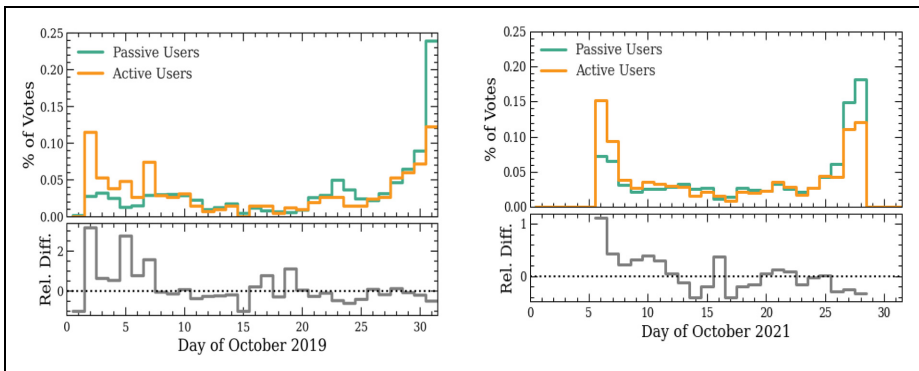 0.25
0.20
0.15
0.10
0.05
0.00
% of Votes
Passive Users
Active Users
2
0
Rel. Diff.
0 5 10 15 20 25 30
Day of October 2019
0.25
0.20
0.15
0.10
0.05
0.00
% of Votes
Passive Users
Active Users
1
0
Rel. Diff.
0 5 10 15 20 25 30
Day of October 2021